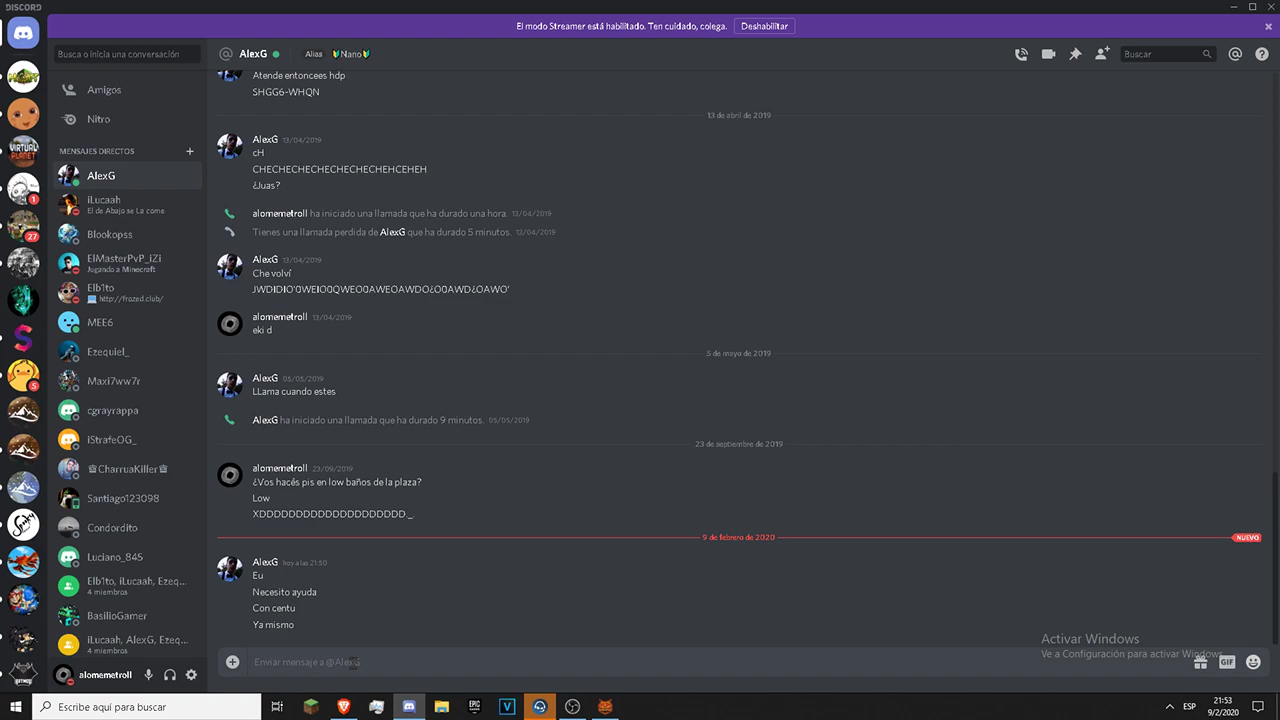 DISCORD
El modo Streamer está habilitado. Ten cuidado, colega. Deshabilitar
Busca o inicia una conversación
AlexG Alias Nano
Buscar
Amigos
Nitro
MENSAJES DIRECTOS
AlexG
iLucaah
El de Abajo se La come
Blookopss
ElMasterPvP_iZi
Jugando a Minecraft
Elb1to
http://frozed.club/
MEE6
Ezequiel_
Maxi7ww7r
cgrayrappa
iStrafeOG_
♕CharruaKiller♕
Santiago123098
Condordito
Luciano_845
Elb1to, iLucaah, Ezeq...
4 miembros
BasilioGamer
iLucaah, AlexG, Ezeq...
4 miembros
alomemetroll
1
27
5
Atende entoncees hdp
SHGG6-WHQN
13 de abril de 2019
AlexG 13/04/2019
cH
CHECHECHECHECHECHECHEHCEHEH
¿Juas?
alomemetroll ha iniciado una llamada que ha durado una hora. 13/04/2019
Tienes una llamada perdida de AlexG que ha durado 5 minutos. 13/04/2019
AlexG 13/04/2019
Che volvi'
alomemetroll 13/04/2019
eki d
5 de mayo de 2019
AlexG 05/05/2019
LLama cuando estes
AlexG ha iniciado una llamada que ha durado 9 minutos. 05/05/2019
23 de septiembre de 2019
alomemetroll 23/09/2019
¿Vos hacés pis en low baños de la plaza?
Low
XDDDDDDDDDDDDDDDDDDDD._.
9 de febrero de 2020 NUEVO
AlexG hoy a las 21:50
Eu
Necesito ayuda
Con centu
Ya mismo
Enviar mensaje a @AlexG
GIF
Activar Windows
Ve a Configuración para activar Windows.
Escribe aquí para buscar
EPIC
V
ESP
21:53
9/2/2020